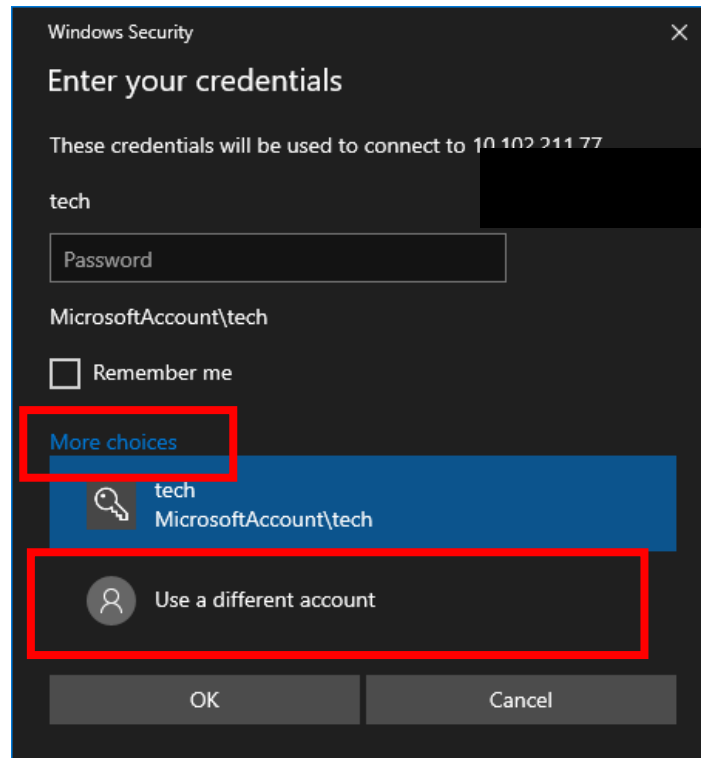 Windows Security
Enter your credentials
These credentials will be used to connect to 10.102.211.77
tech
Password
MicrosoftAccount\tech
Remember me
More choices
tech
MicrosoftAccount\tech
Use a different account
OK
Cancel